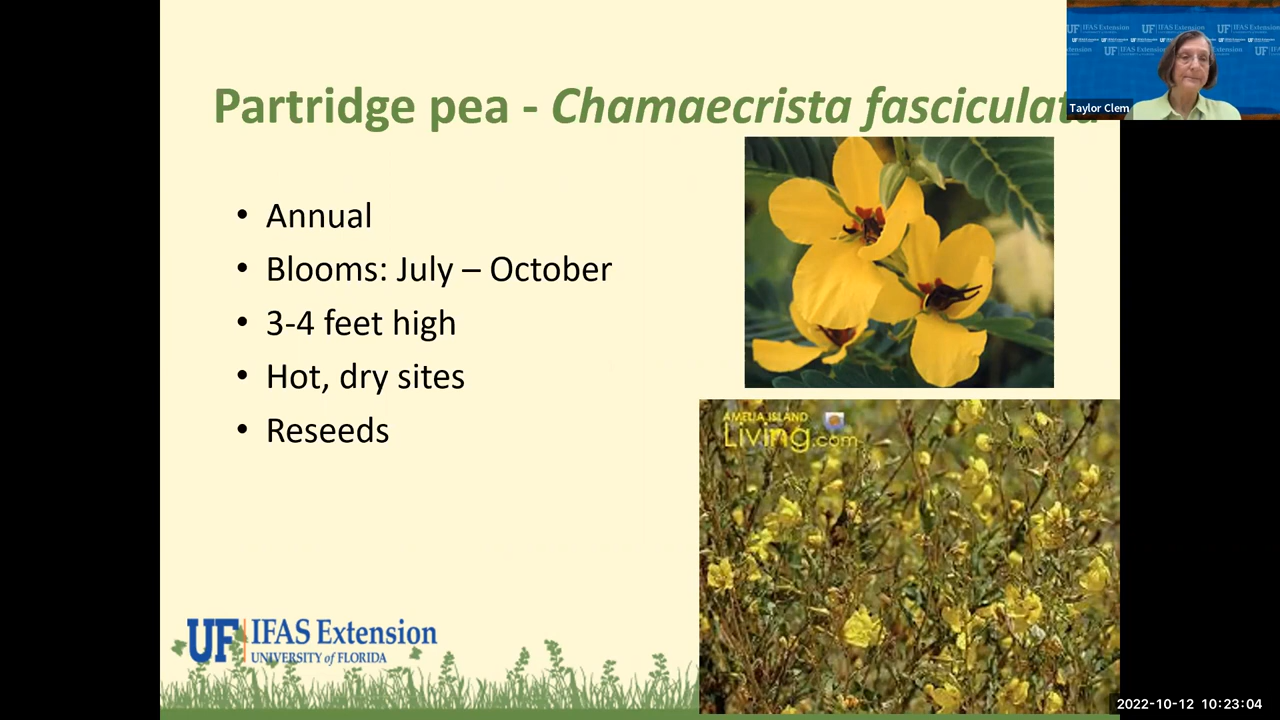 Partridge pea - Chamaecrista fasciculata
• Annual
• Blooms: July – October
• 3-4 feet high
• Hot, dry sites
• Reseeds
AMELIA ISLAND
Living.com
UF IFAS Extension
UNIVERSITY of FLORIDA
UF IFAS Extension
Taylor Clem
2022-10-12 10:23:04